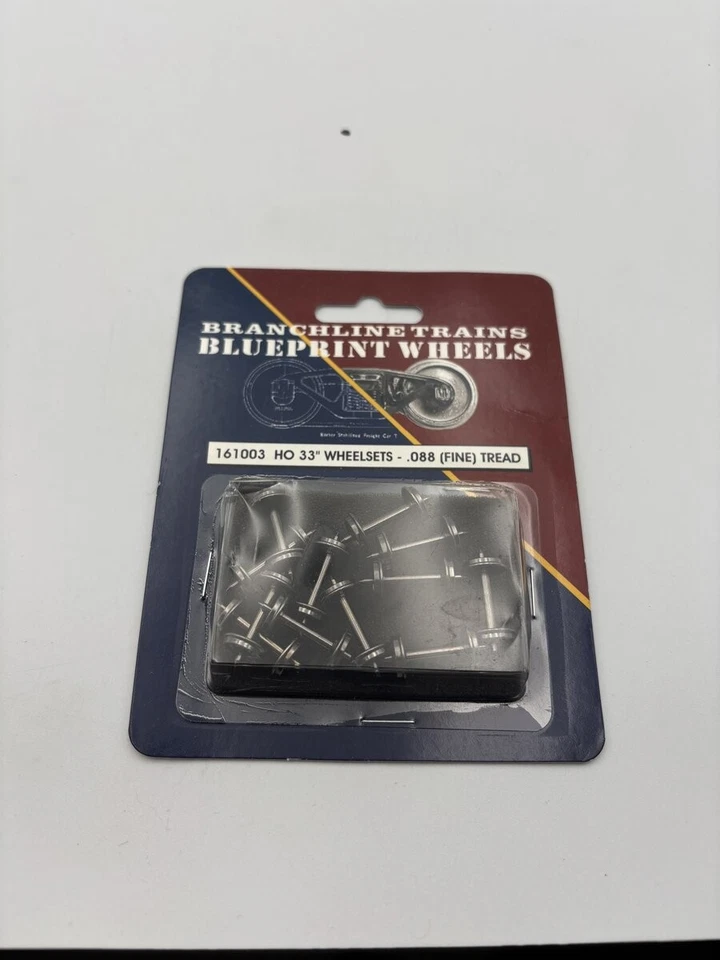 BRANCHLINE TRAINS
BLUEPRINT WHEELS
161003 HO 33" WHEELSETS - .088 (FINE) TREAD